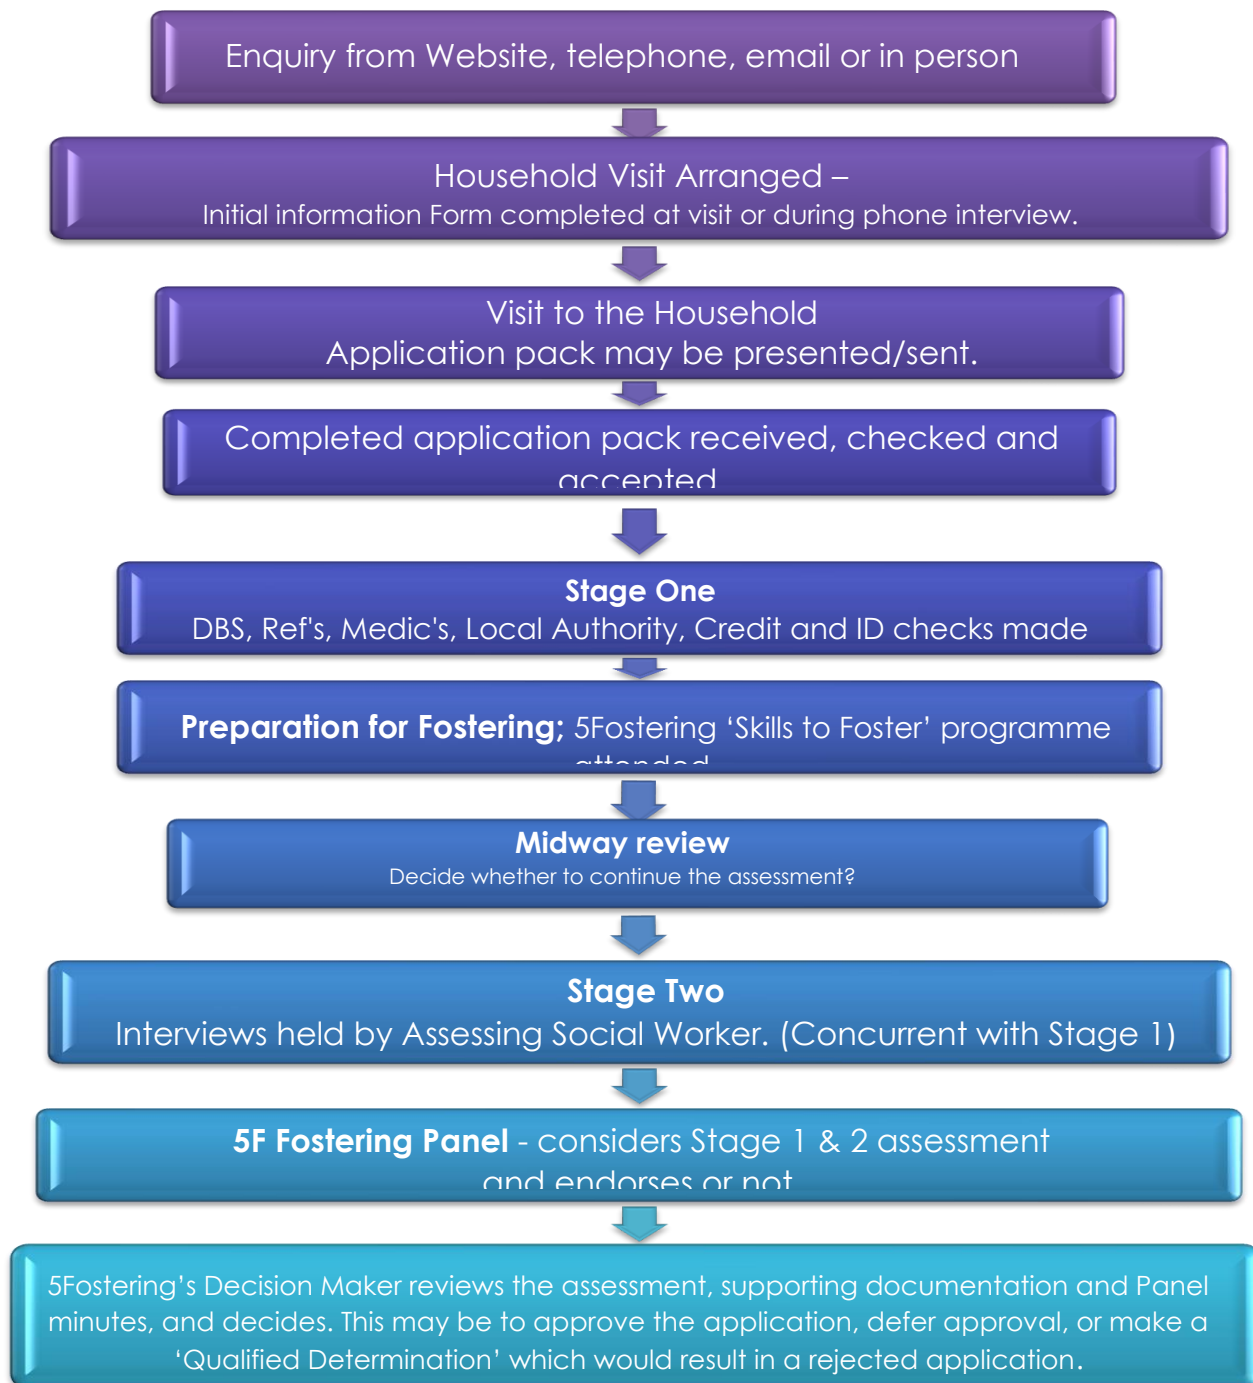 Enquiry from Website, telephone, email or in person
Household Visit Arranged –
Initial information Form completed at visit or during phone interview.
Visit to the Household
Application pack may be presented/sent.
Completed application pack received, checked and
accepted
Stage One
DBS, Ref's, Medic's, Local Authority, Credit and ID checks made
Preparation for Fostering; 5Fostering ‘Skills to Foster’ programme
attended
Midway review
Decide whether to continue the assessment?
Stage Two
Interviews held by Assessing Social Worker. (Concurrent with Stage 1)
5F Fostering Panel - considers Stage 1 & 2 assessment
and endorses or not
5Fostering’s Decision Maker reviews the assessment, supporting documentation and Panel
minutes, and decides. This may be to approve the application, defer approval, or make a
‘Qualified Determination’ which would result in a rejected application.